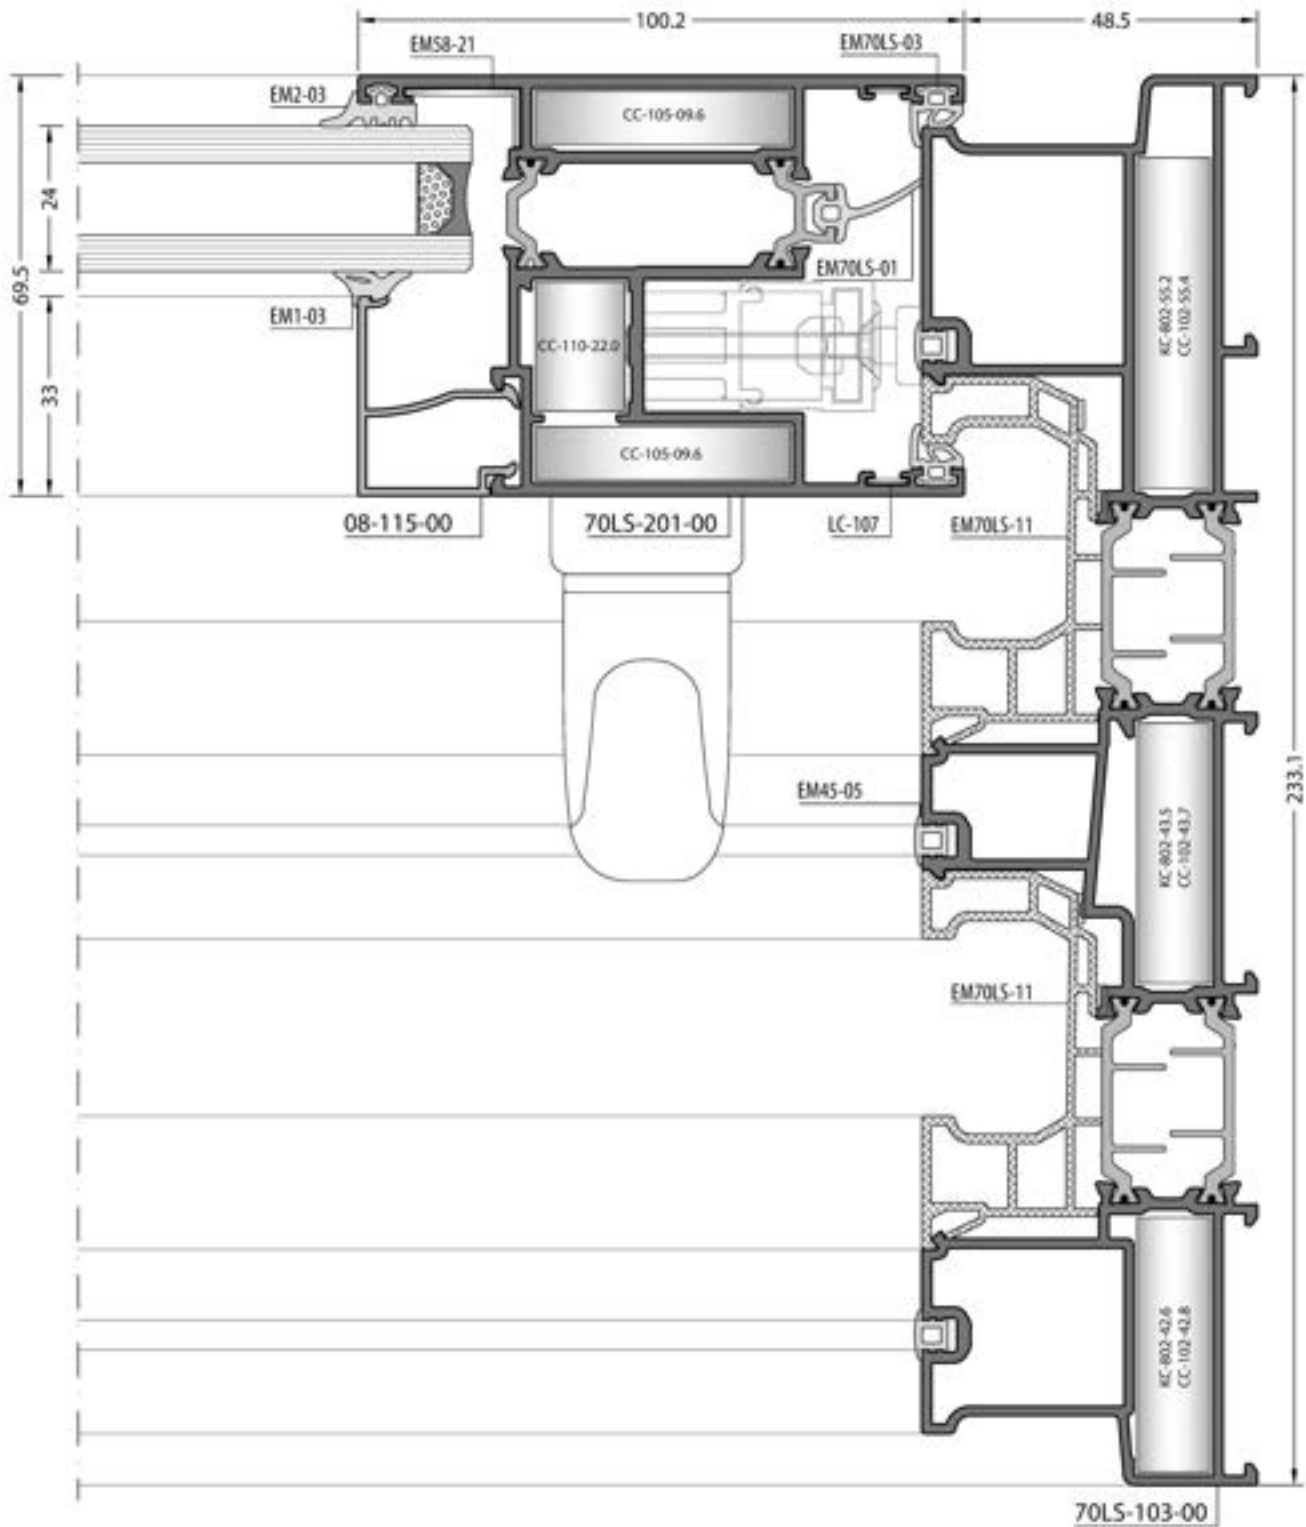 100.2
48.5
EMS8-21
EM70LS-03
EM2-03
CC-105-09.6
24
69.5
EM70LS-01
KC-802-55.2
CC-102-55.4
EM1-03
CC-110-22.0
33
CC-105-09.6
08-115-00
70LS-201-00
LC-107
EM70LS-11
233.1
EM45-05
KC-802-43.5
CC-102-43.7
EM70LS-11
KC-802-42.6
CC-102-42.8
70LS-103-00